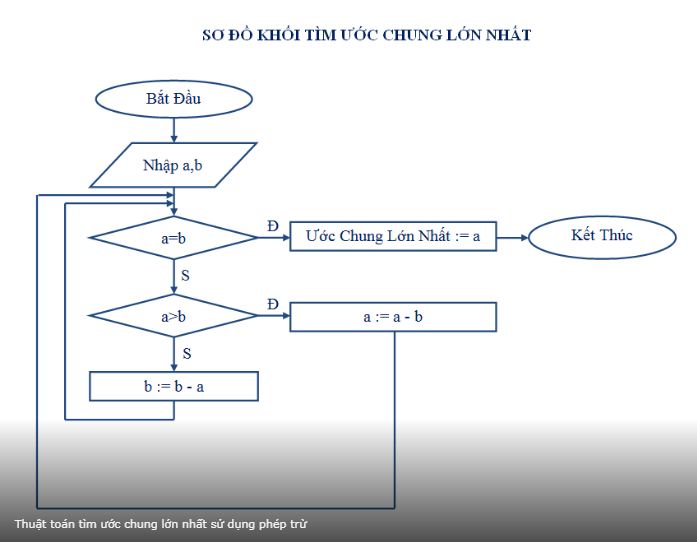 SƠ ĐỒ KHỐI TÌM ƯỚC CHUNG LỚN NHẤT
Bắt Đầu
Nhập a,b
a=b
Đ
Ước Chung Lớn Nhất := a
Kết Thúc
S
a>b
Đ
a := a - b
S
b := b - a
Thuật toán tìm ước chung lớn nhất sử dụng phép trừ